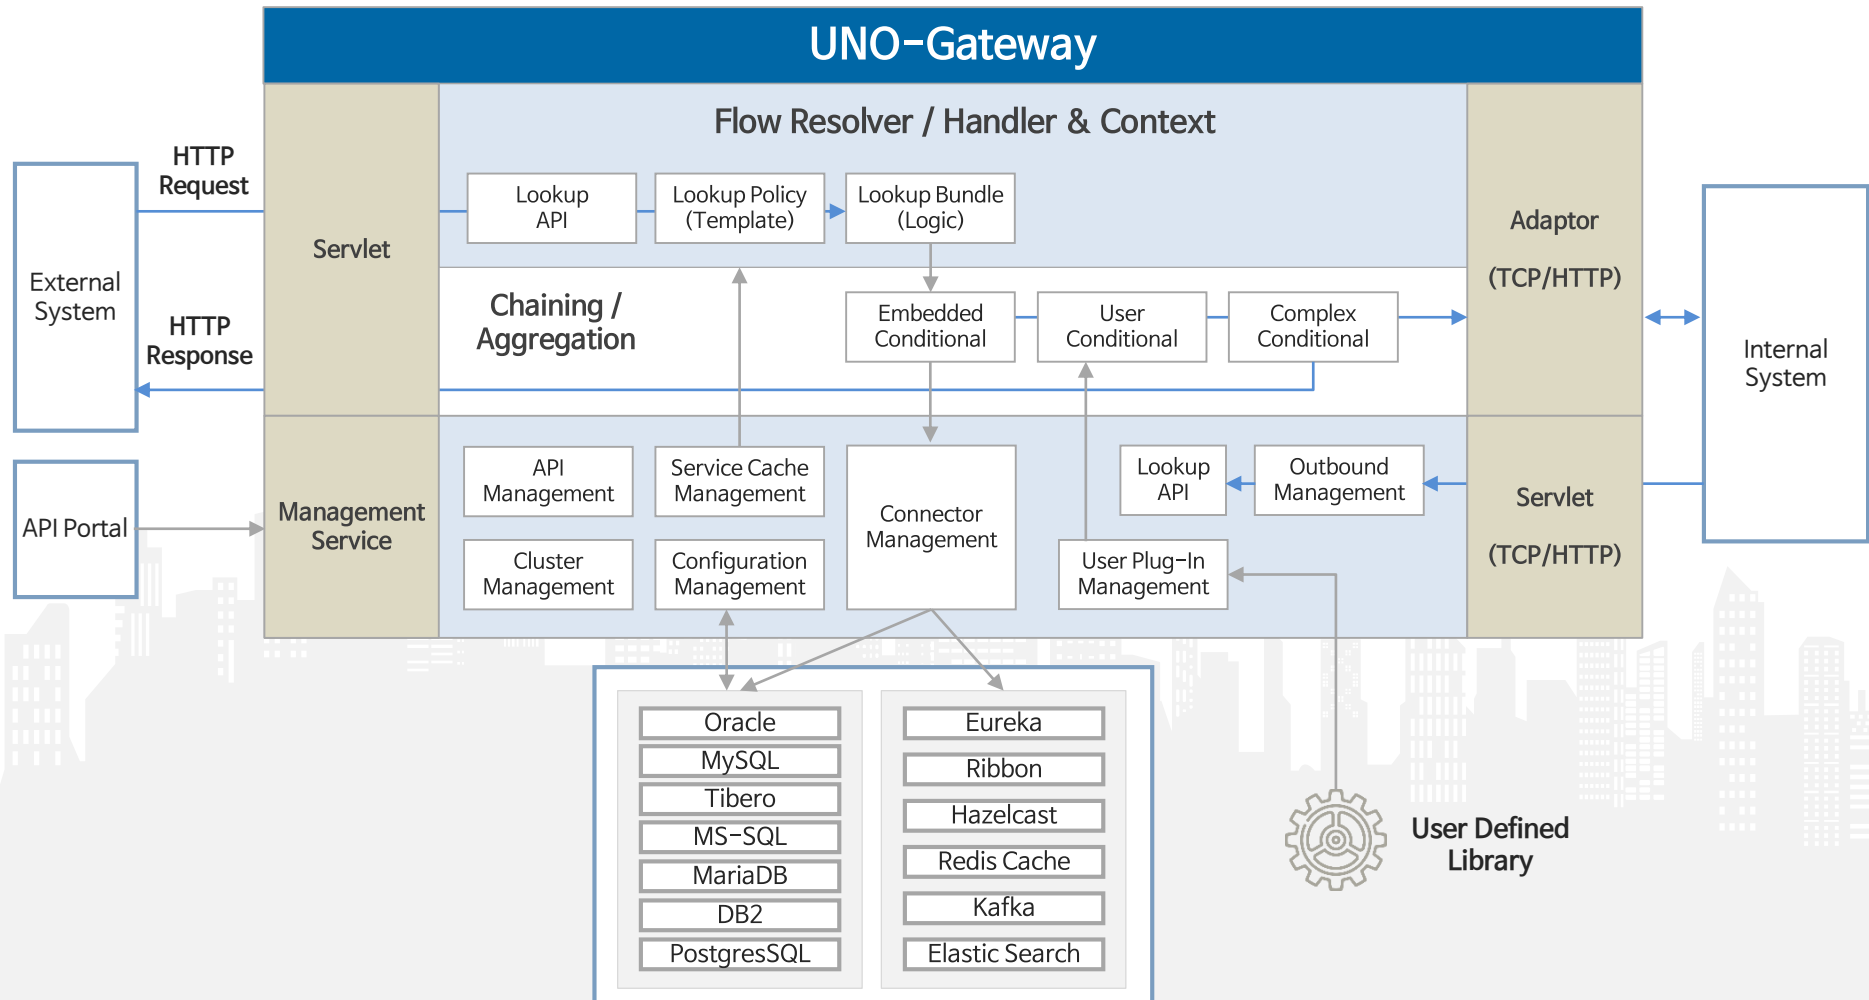 UNO-Gateway
Flow Resolver / Handler & Context
HTTP
Request
External
System
HTTP
Response
API Portal
Servlet
Management
Service
Lookup
API
Lookup Policy
(Template)
Lookup Bundle
(Logic)
Chaining /
Aggregation
Embedded
Conditional
User
Conditional
Complex
Conditional
Adaptor
(TCP/HTTP)
Internal
System
API
Management
Service Cache
Management
Connector
Management
Lookup
API
Outbound
Management
Servlet
(TCP/HTTP)
Cluster
Management
Configuration
Management
User Plug-In
Management
Oracle
MySQL
Tibero
MS-SQL
MariaDB
DB2
PostgresSQL
Eureka
Ribbon
Hazelcast
Redis Cache
Kafka
Elastic Search
User Defined
Library